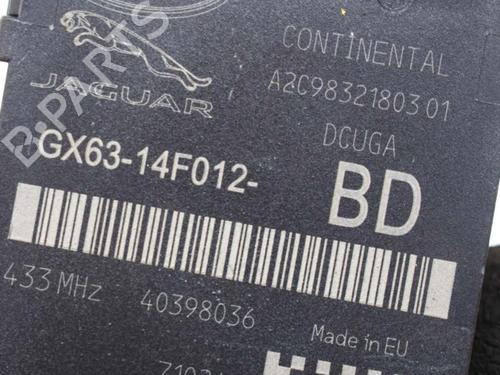 CONTINENTAL
JAGUAR
A2C98321803 01
DCUGA
GX63-14F012-
BD
433 MHz 40398036
Made in EU
B-PARTS